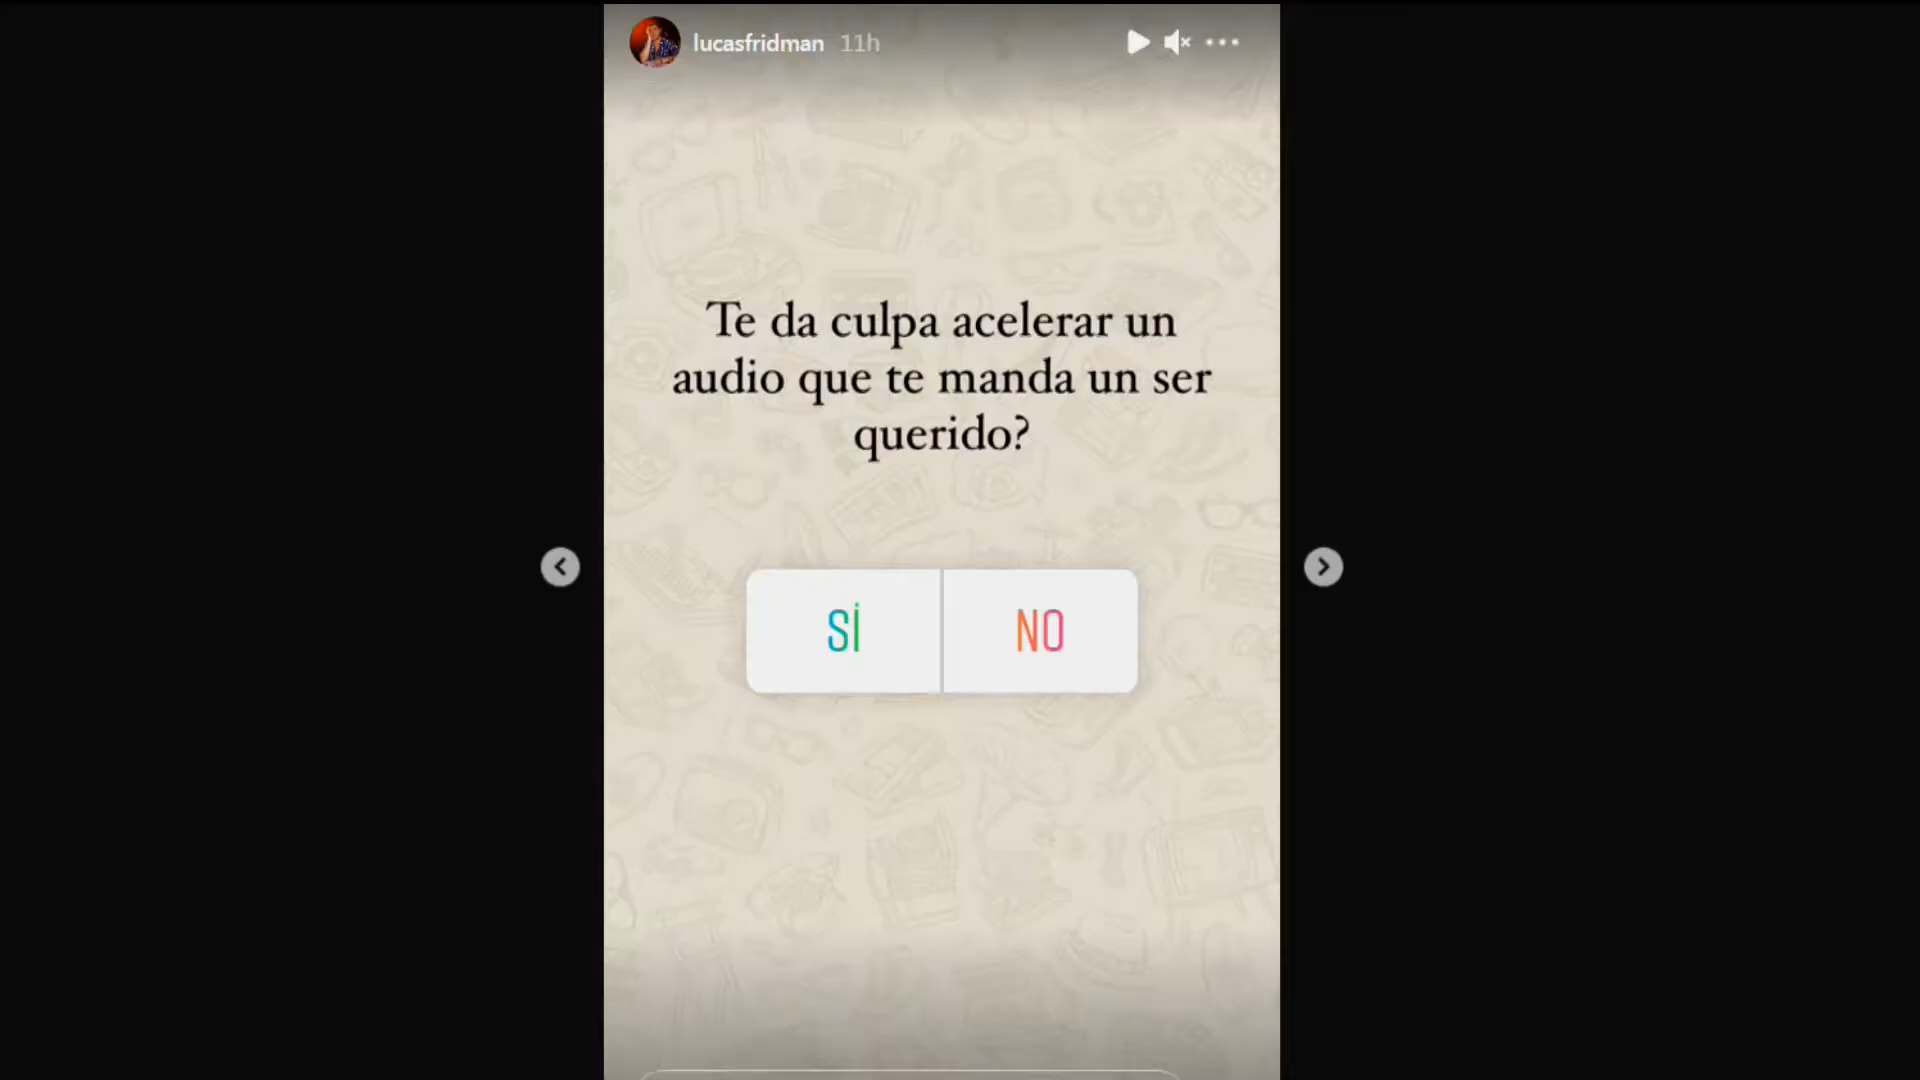 lucasfridman 11h
Te da culpa acelerar un
audio que te manda un ser
querido?
SÍ NO